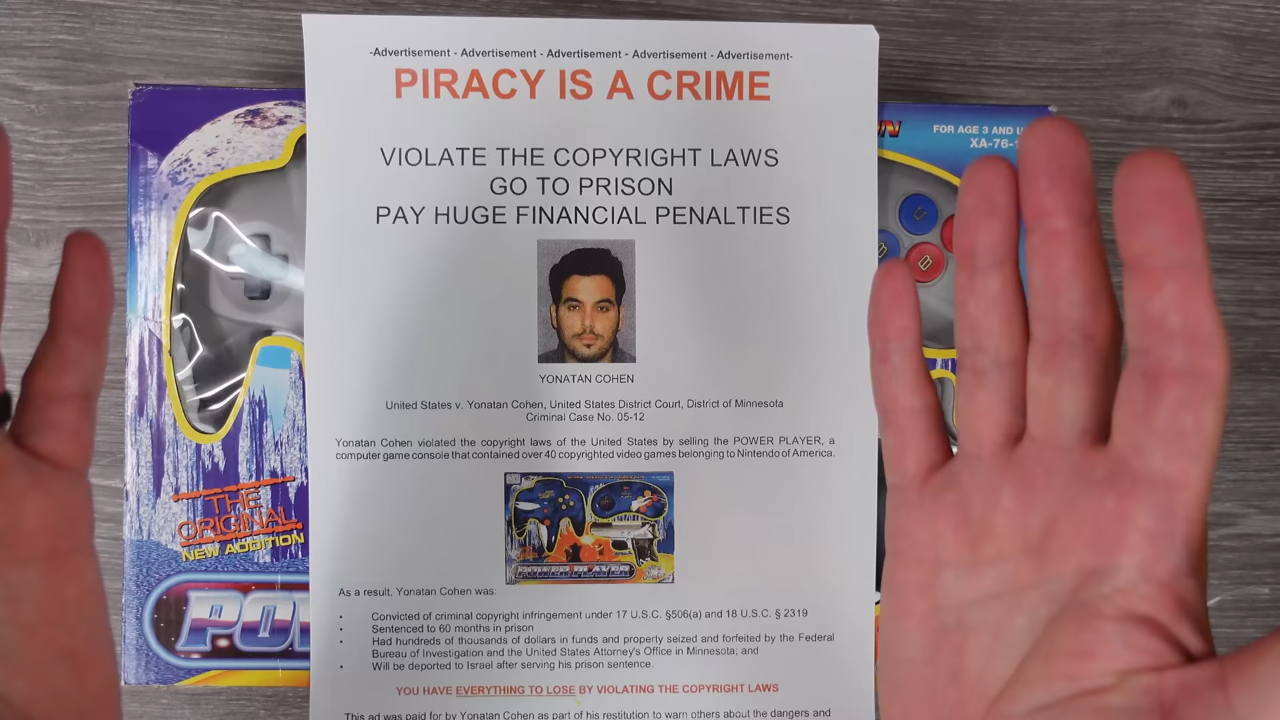 -Advertisement - Advertisement - Advertisement - Advertisement - Advertisement-
PIRACY IS A CRIME
VIOLATE THE COPYRIGHT LAWS
GO TO PRISON
PAY HUGE FINANCIAL PENALTIES
YONATAN COHEN
United States v. Yonatan Cohen, United States District Court, District of Minnesota
Criminal Case No. 05-12
Yonatan Cohen violated the copyright laws of the United States by selling the POWER PLAYER, a
computer game console that contained over 40 copyrighted video games belonging to Nintendo of America.
POWER PLAYER
As a result, Yonatan Cohen was:
• Convicted of criminal copyright infringement under 17 U.S.C. §506(a) and 18 U.S.C. § 2319
• Sentenced to 60 months in prison
• Had hundreds of thousands of dollars in funds and property seized and forfeited by the Federal
Bureau of Investigation and the United States Attorney's Office in Minnesota; and
• Will be deported to Israel after serving his prison sentence.
YOU HAVE EVERYTHING TO LOSE BY VIOLATING THE COPYRIGHT LAWS
This ad was paid for by Yonatan Cohen as part of his restitution to warn others about the dangers and
THE
ORIGINAL
NEW ADDITION
PO
N
FOR AGE 3 AND U
XA-76-1
B